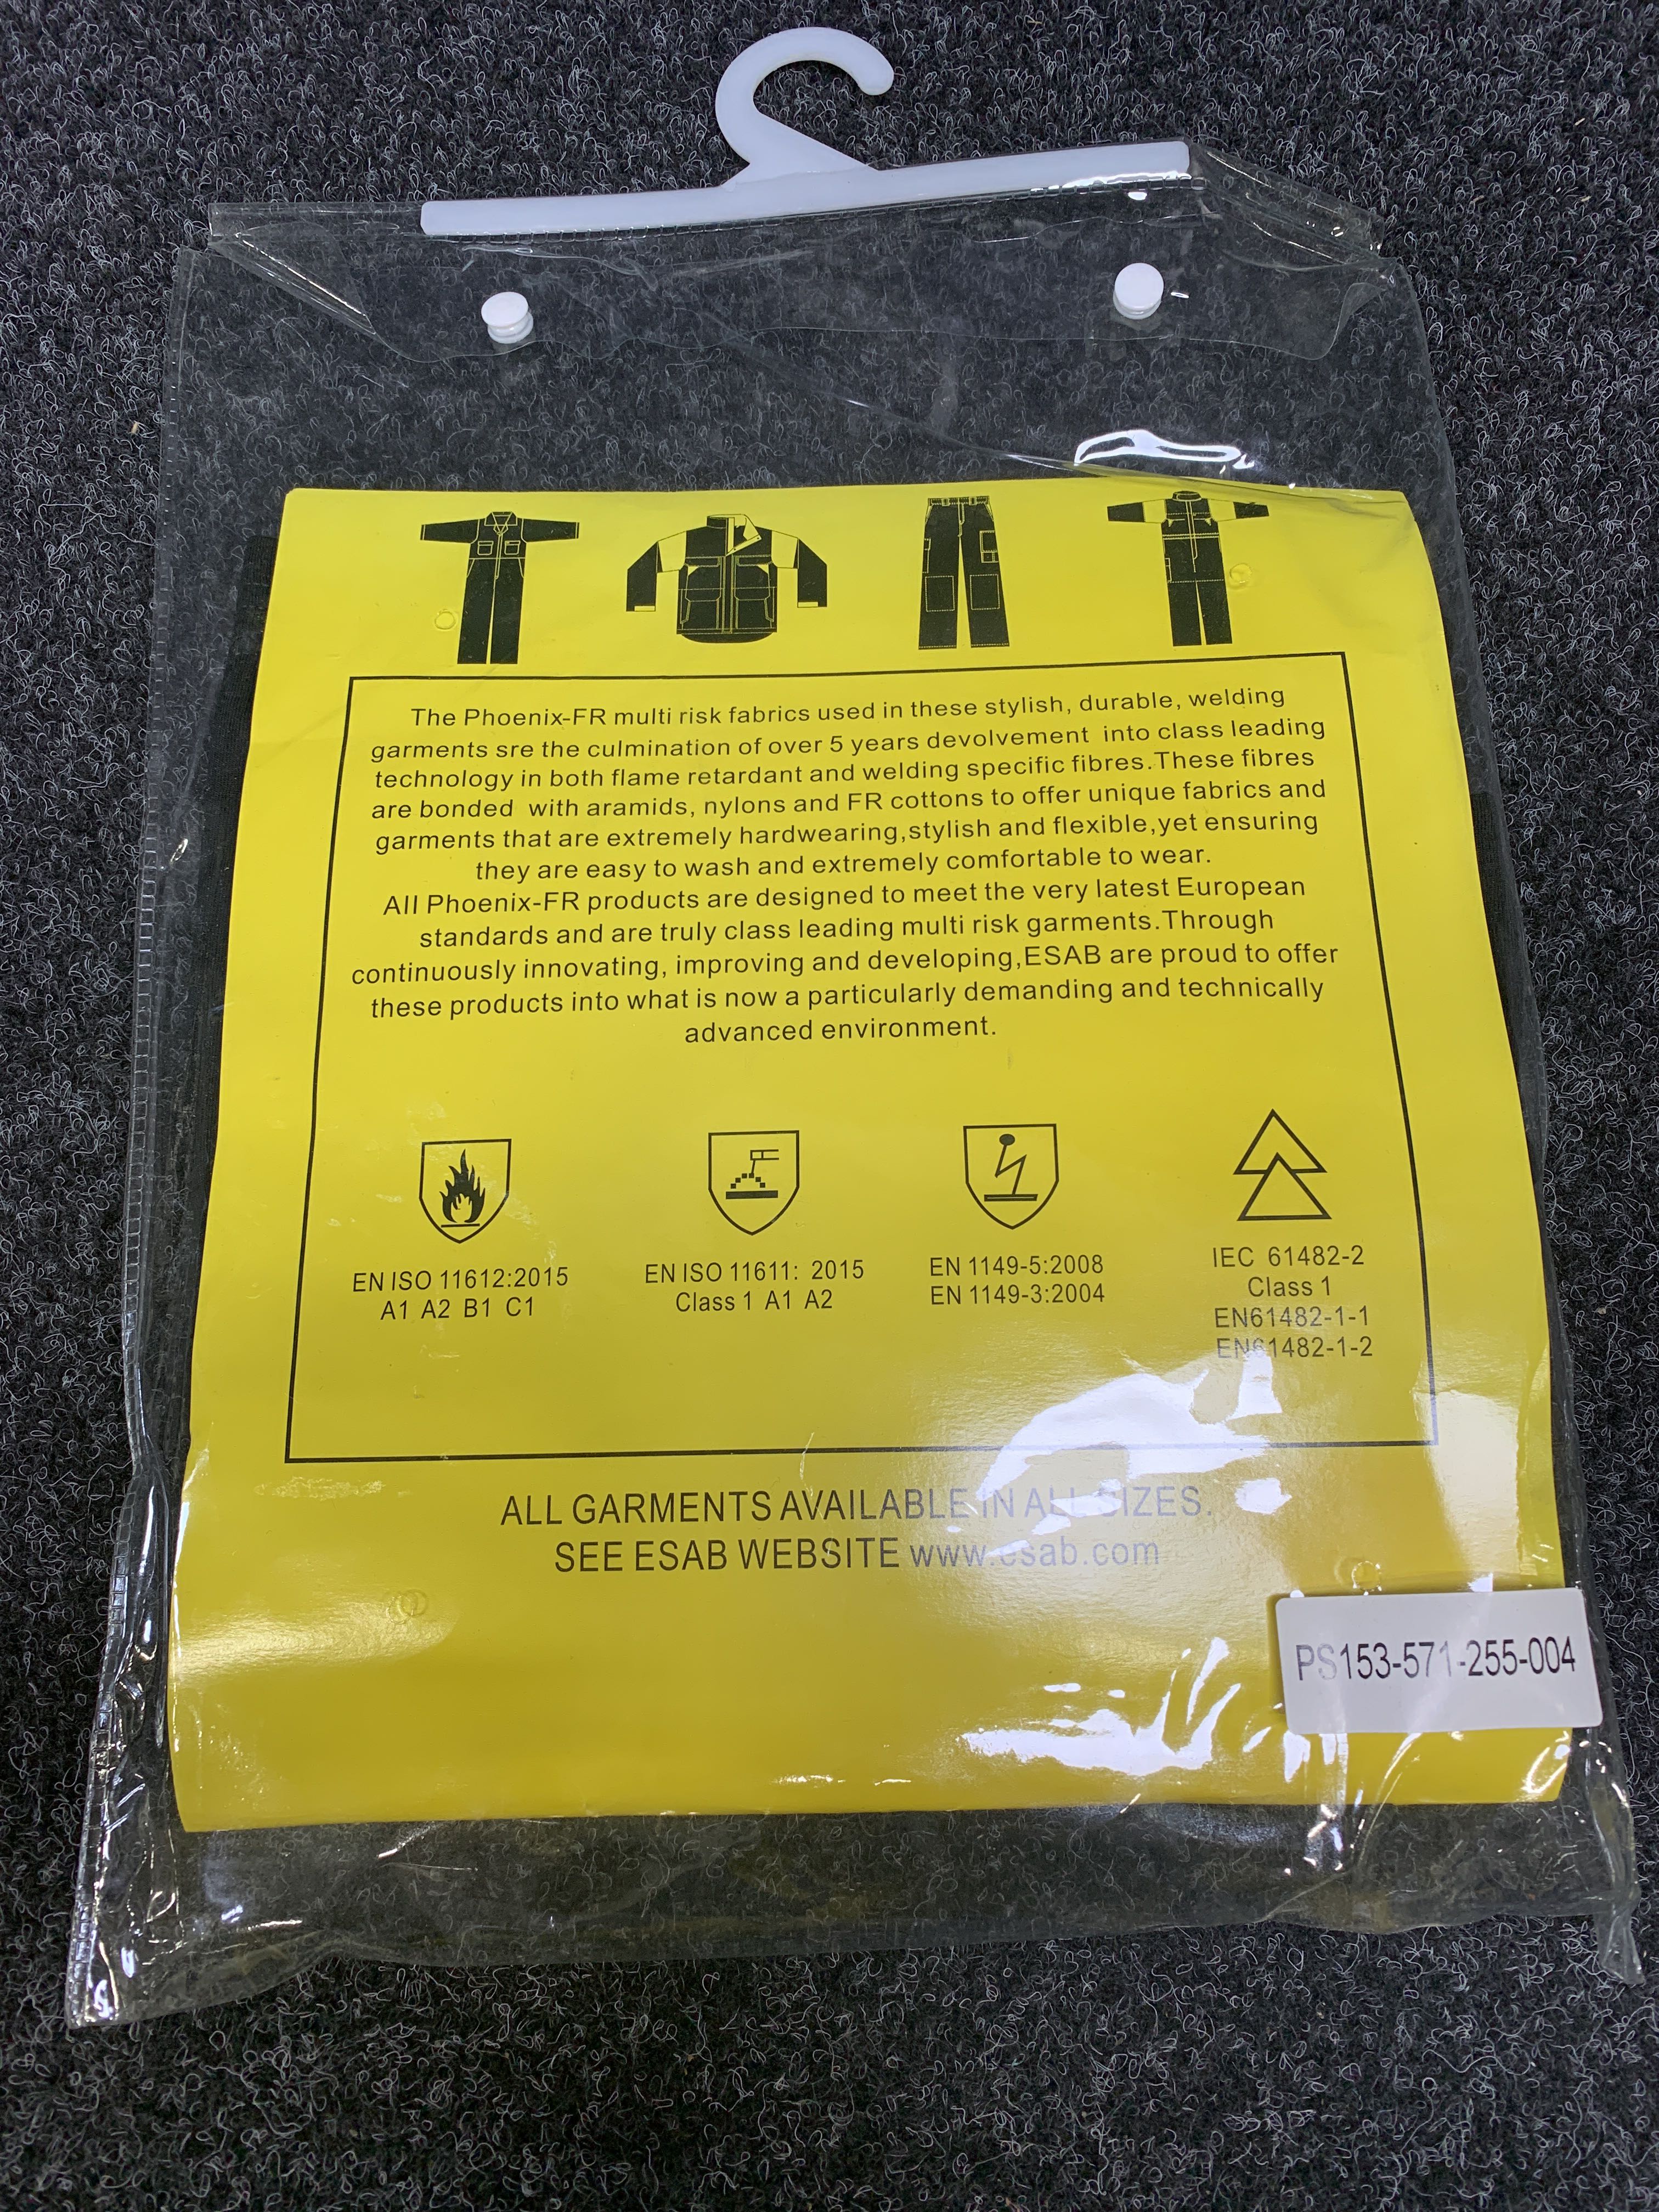 The Phoenix-FR multi risk fabrics used in these stylish, durable, welding
garments sre the culmination of over 5 years devolvement into class leading
technology in both flame retardant and welding specific fibres.These fibres
are bonded with aramids, nylons and FR cottons to offer unique fabrics and
garments that are extremely hardwearing,stylish and flexible,yet ensuring
they are easy to wash and extremely comfortable to wear.
All Phoenix-FR products are designed to meet the very latest European
standards and are truly class leading multi risk garments.Through
continuously innovating, improving and developing,ESAB are proud to offer
these products into what is now a particularly demanding and technically
advanced environment.
EN ISO 11612:2015
A1 A2 B1 C1
EN ISO 11611: 2015
Class 1 A1 A2
EN 1149-5:2008
EN 1149-3:2004
IEC 61482-2
Class 1
EN61482-1-1
EN61482-1-2
ALL GARMENTS AVAILABLE IN ALL SIZES.
SEE ESAB WEBSITE www.esab.com
PS153-571-255-004